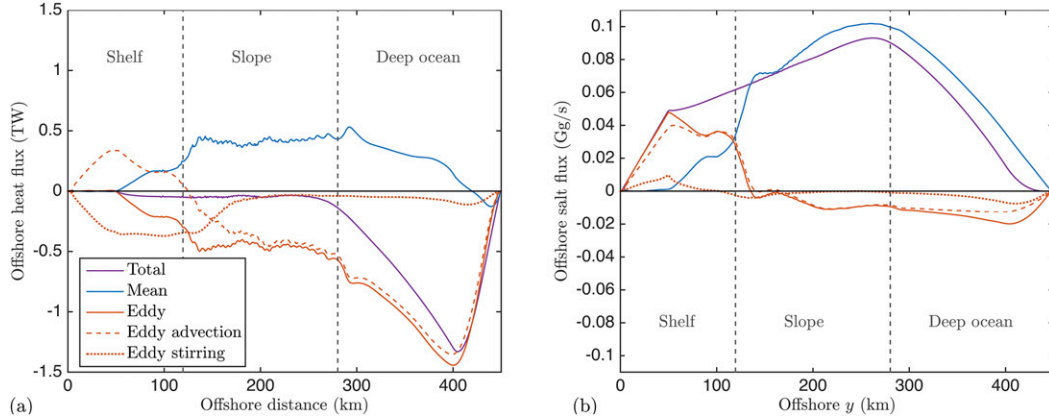 1.5
1
0.5
0
-0.5
-1
-1.5
Offshore heat flux (TW)
Shelf Slope Deep ocean
Total
Mean
Eddy
Eddy advection
Eddy stirring
0 100 200 300 400
(a) Offshore distance (km)
0.1
0.08
0.06
0.04
0.02
0
-0.02
-0.04
-0.06
-0.08
-0.1
Offshore salt flux (Gg/s)
Shelf Slope Deep ocean
0 100 200 300 400
(b) Offshore y (km)